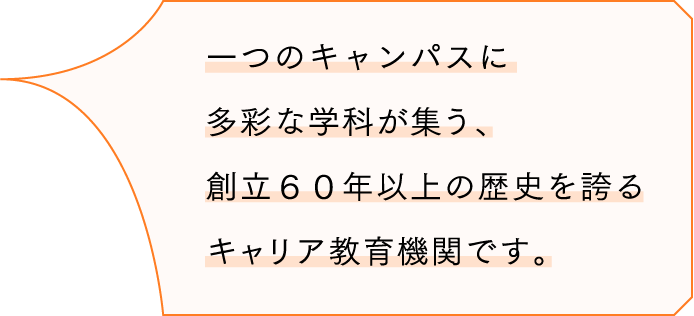 一つのキャンパスに
多彩な学科が集う、
創立６０年以上の歴史を誇る
キャリア教育機関です。